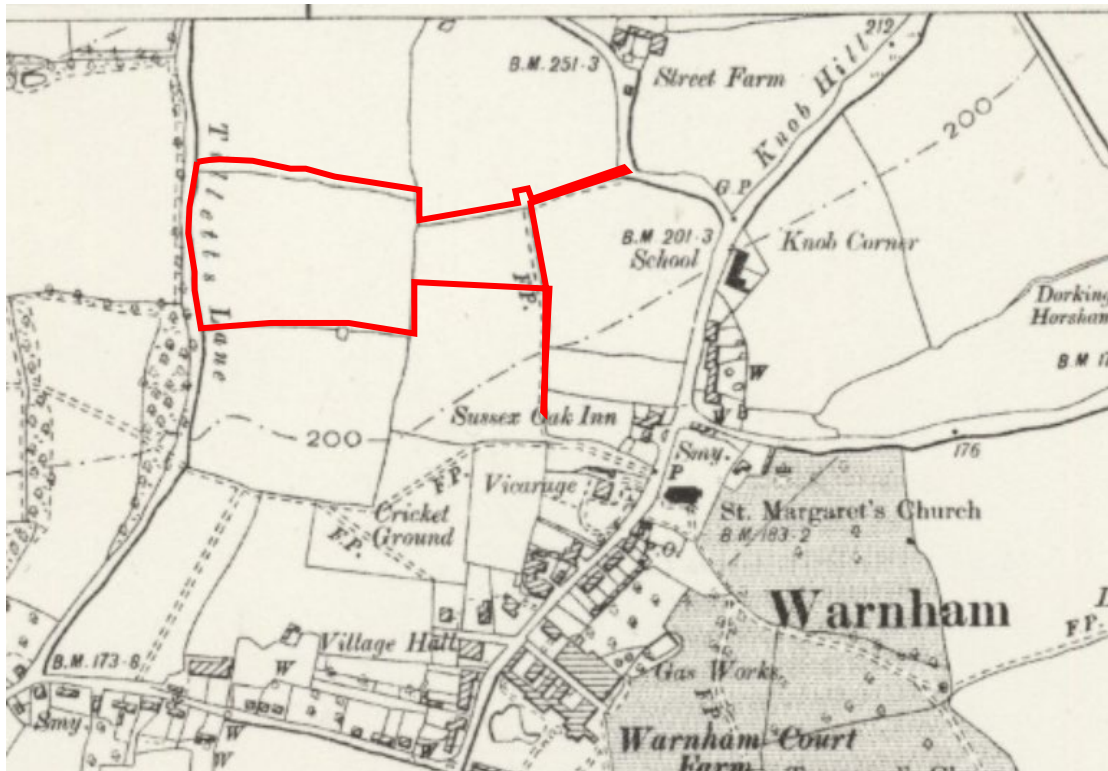 212
B.M. 251·3
Street Farm
Knob Hill
200
Tilletts Lane
G.P.
B.M. 201·3
School
Knob Corner
F.P.
Dorking
Horsham
B.M. 17
Sussex Oak Inn
W
W
200
Smy.
176
F.P.
Vicarage
P
Cricket
Ground
St. Margaret's Church
B.M. 183·2
F.P.
P.O.
Warnham
F.P.
Village Hall
B.M. 173·8
W
Gas Works
F.P.
Smy
W
W
W
Warnham Court
Farm